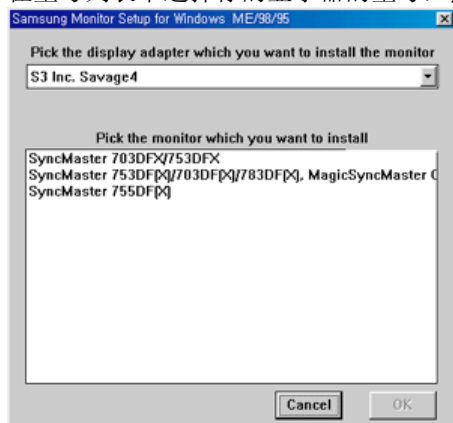 Samsung Monitor Setup for Windows ME/98/95
Pick the display adapter which you want to install the monitor
S3 Inc. Savage4
Pick the monitor which you want to install
SyncMaster 703DFX/753DFX
SyncMaster 753DF[X]/703DF[X]/783DF[X], MagicSyncMaster
SyncMaster 755DF[X]
Cancel
OK